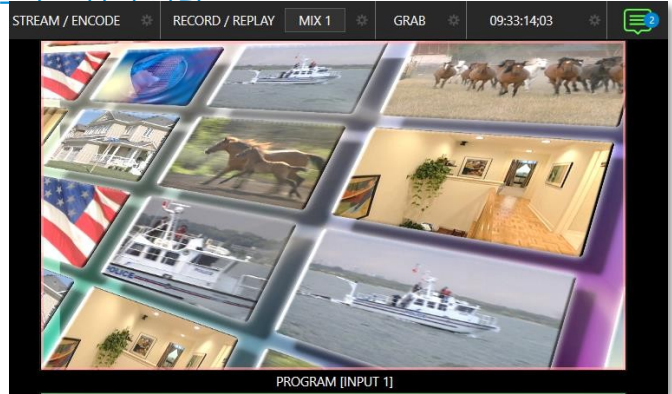 STREAM / ENCODE RECORD / REPLAY MIX 1 GRAB 09:33:14;03 2
POLICE
PROGRAM [INPUT 1]